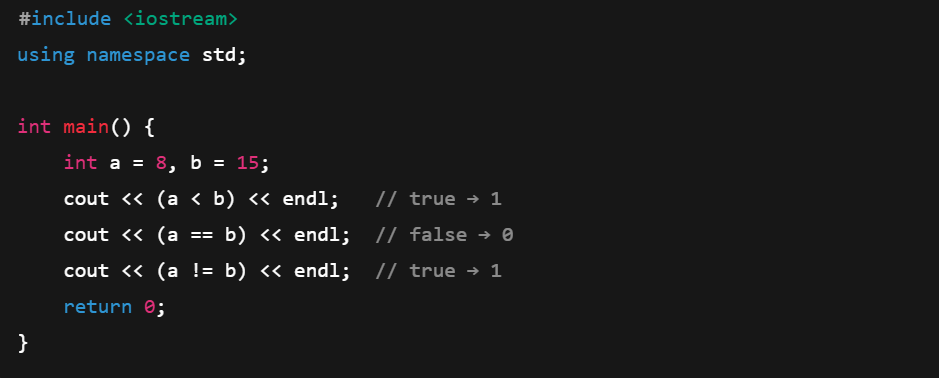 #include <iostream>
using namespace std;

int main() {
    int a = 8, b = 15;
    cout << (a < b) << endl;   // true → 1
    cout << (a == b) << endl;  // false → 0
    cout << (a != b) << endl;  // true → 1
    return 0;
}